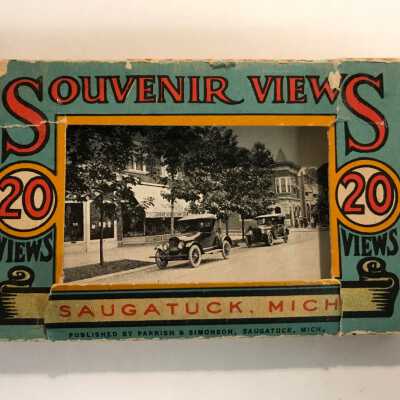 SOUVENIR VIEWS
20 VIEWS
20 VIEWS
SAUGATUCK, MICH
PUBLISHED BY PARRISH & SIMONSON, SAUGATUCK, MICH.